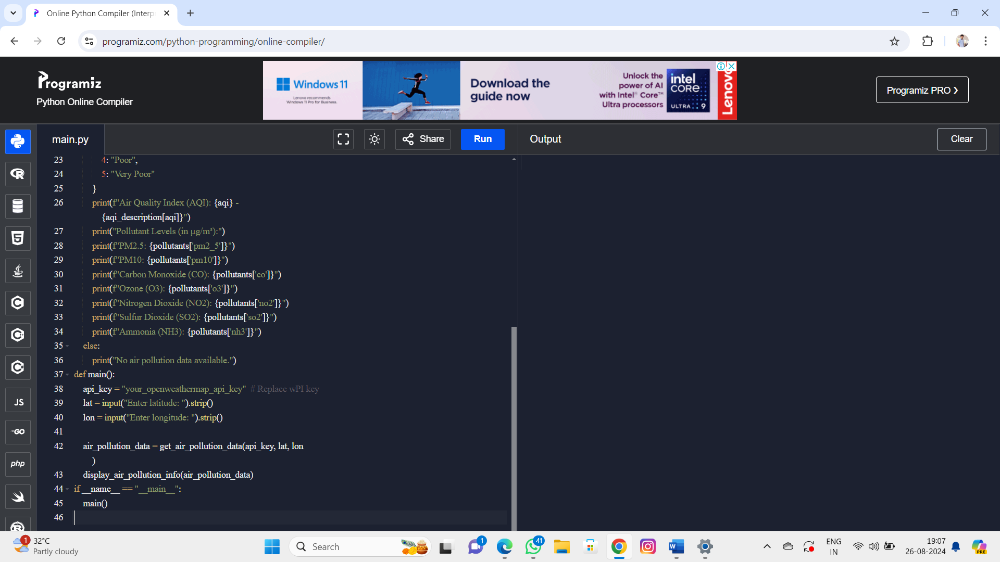 Online Python Compiler (Interp
programiz.com/python-programming/online-compiler/
Programiz
Python Online Compiler
Windows 11
Lenovo recommends
Windows 11 Pro for Business.
Download the
guide now
Unlock the
power of AI
with Intel® Core™
Ultra processors
intel
CORE
ULTRA 9
Lenovo
Programiz PRO ❯
main.py
Share
Run
Output
Clear
23 4: "Poor",
24 5: "Very Poor"
25 }
26 print(f"Air Quality Index (AQI): {aqi} -
{aqi_description[aqi]}")
27 print("Pollutant Levels (in µg/m³):")
28 print(f"PM2.5: {pollutants['pm2_5']}")
29 print(f"PM10: {pollutants['pm10']}")
30 print(f"Carbon Monoxide (CO): {pollutants['co']}")
31 print(f"Ozone (O3): {pollutants['o3']}")
32 print(f"Nitrogen Dioxide (NO2): {pollutants['no2']}")
33 print(f"Sulfur Dioxide (SO2): {pollutants['so2']}")
34 print(f"Ammonia (NH3): {pollutants['nh3']}")
35 else:
36 print("No air pollution data available.")
37 def main():
38 api_key = "your_openweathermap_api_key" # Replace wPI key
39 lat = input("Enter latitude: ").strip()
40 lon = input("Enter longitude: ").strip()
41
42 air_pollution_data = get_air_pollution_data(api_key, lat, lon
)
43 display_air_pollution_info(air_pollution_data)
44 if __name__ == "__main__":
45 main()
46
R
5
C
C
C
JS
GO
php
R
1
32°C
Partly cloudy
Search
1
41
W
ENG
IN
19:07
26-08-2024
PRE